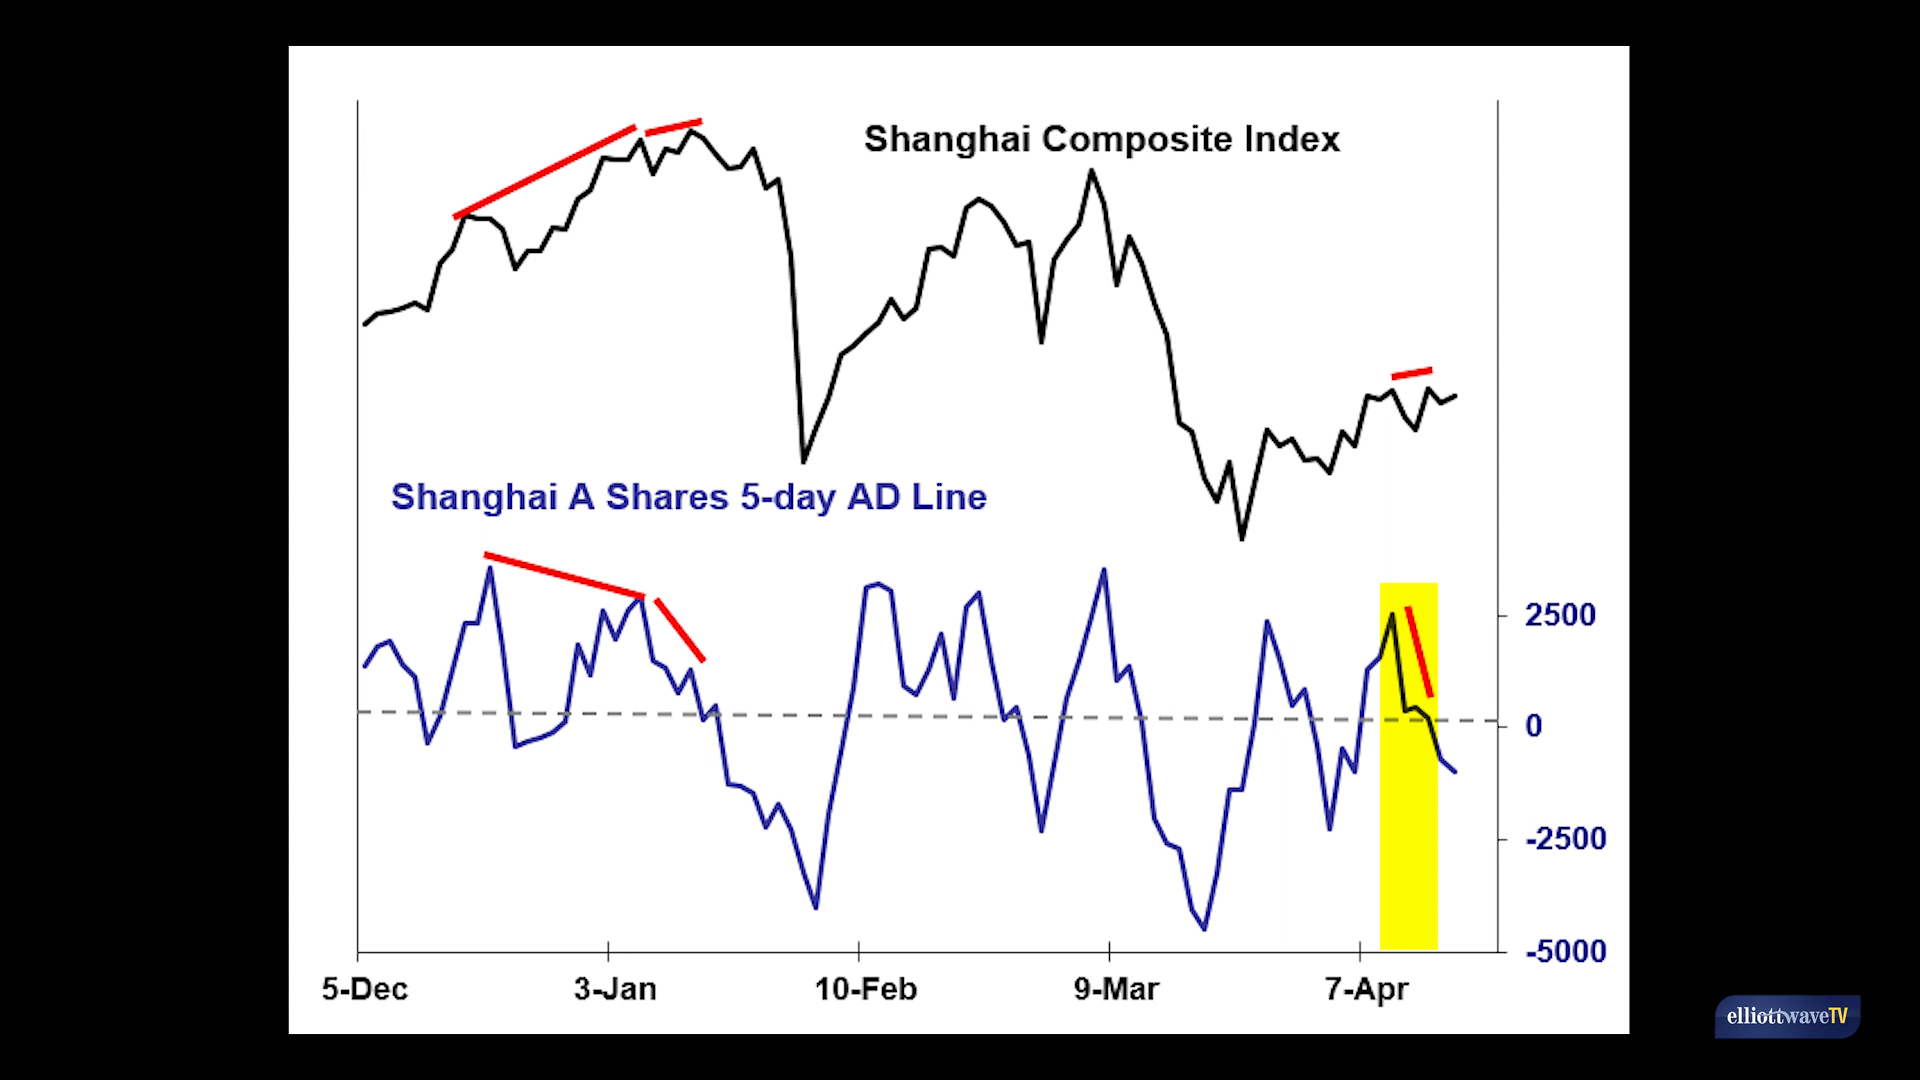 Shanghai Composite Index
Shanghai A Shares 5-day AD Line
2500
0
-2500
-5000
5-Dec 3-Jan 10-Feb 9-Mar 7-Apr
elliottwaveTV